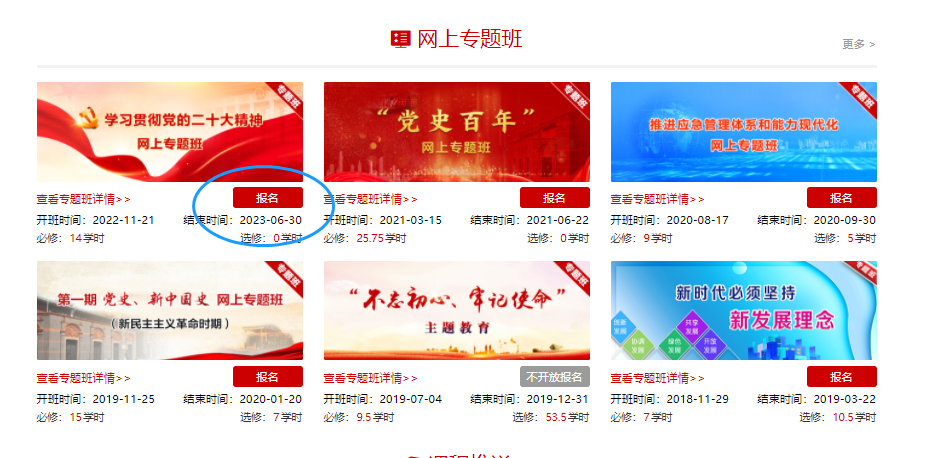 网上专题班
更多 >
专题班
学习贯彻党的二十大精神
网上专题班
专题班
“党史百年”
网上专题班
专题班
推进应急管理体系和能力现代化
网上专题班
查看专题班详情>>
报名
开班时间：2022-11-21
结束时间：2023-06-30
必修：14学时
选修：0学时
查看专题班详情>>
报名
开班时间：2021-03-15
结束时间：2021-06-22
必修：25.75学时
选修：0学时
查看专题班详情>>
报名
开班时间：2020-08-17
结束时间：2020-09-30
必修：9学时
选修：5学时
专题班
第一期 党史、新中国史 网上专题班
（新民主主义革命时期）
专题班
“不忘初心、牢记使命”
主题教育
专题班
新时代必须坚持
新发展理念
创新发展
协调发展
绿色发展
共享发展
开放发展
查看专题班详情>>
报名
开班时间：2019-11-25
结束时间：2020-01-20
必修：15学时
选修：7学时
查看专题班详情>>
不开放报名
开班时间：2019-07-04
结束时间：2019-12-31
必修：9.5学时
选修：53.5学时
查看专题班详情>>
报名
开班时间：2018-11-29
结束时间：2019-03-22
必修：7学时
选修：10.5学时